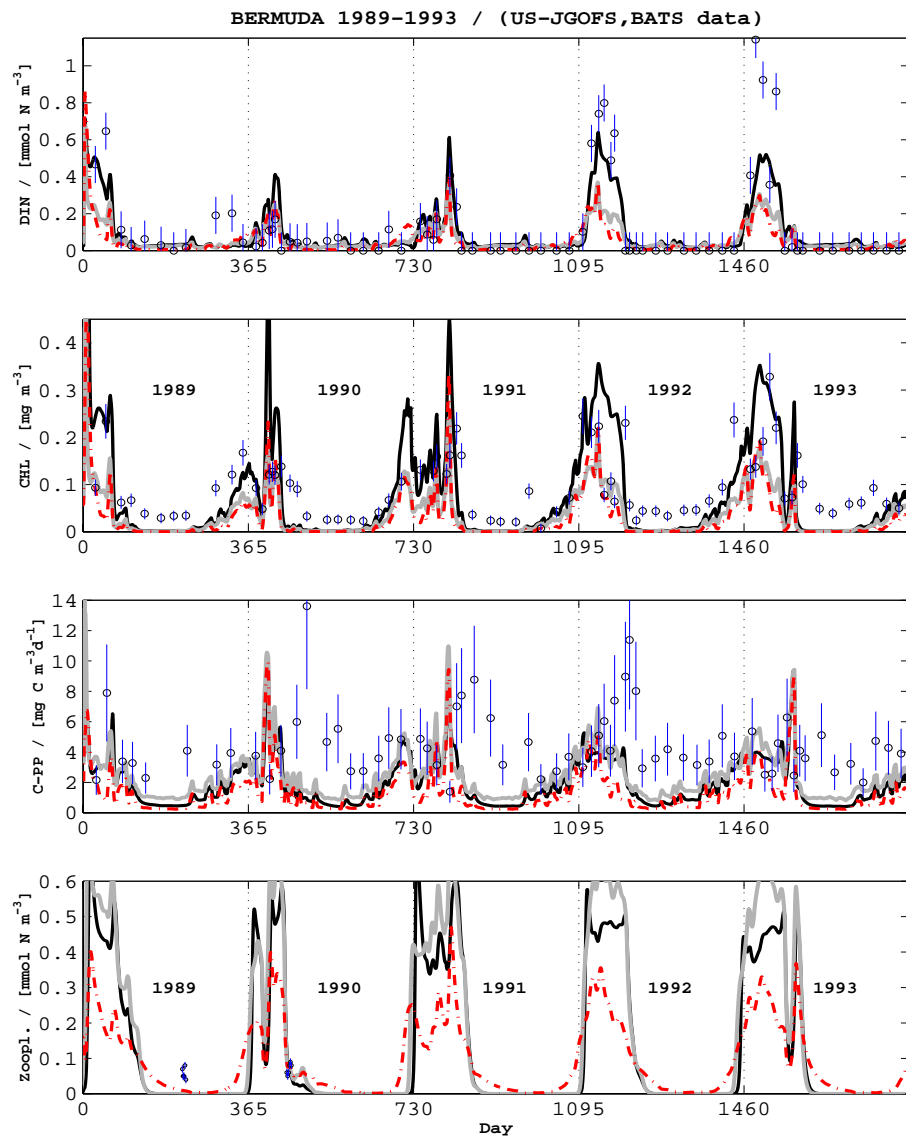 BERMUDA 1989-1993 / (US-JGOFS,BATS data)
DIN / [mmol N m⁻³]
1
0.8
0.6
0.4
0.2
0
0 365 730 1095 1460
CHL / [mg m⁻³]
0.4
0.3
0.2
0.1
0
1989 1990 1991 1992 1993
0 365 730 1095 1460
C-PP / [mg C m⁻³d⁻¹]
14
12
10
8
6
4
2
0
0 365 730 1095 1460
Zoopl. / [mmol N m⁻³]
0.6
0.5
0.4
0.3
0.2
0.1
0
1989 1990 1991 1992 1993
0 365 730 1095 1460
Day